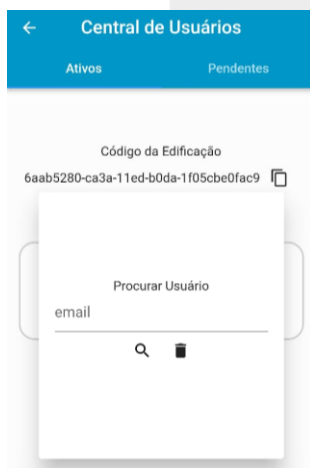 Central de Usuários
Ativos Pendentes
Código da Edificação
6aab5280-ca3a-11ed-b0da-1f05cbe0fac9
Procurar Usuário
email